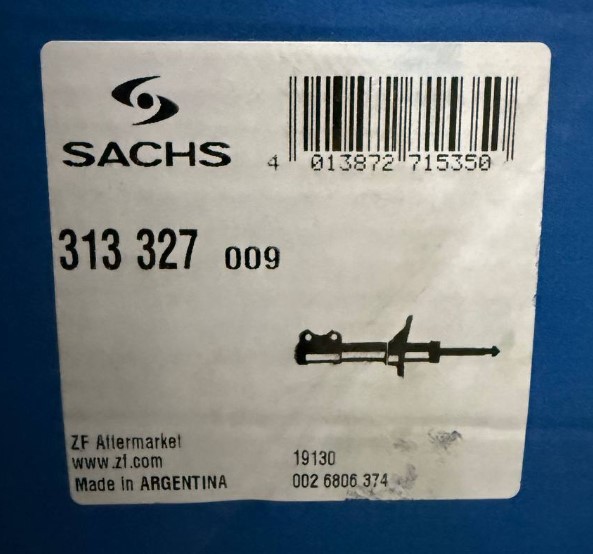 SACHS
4 013872 715350
313 327 009
ZF Aftermarket
www.zf.com
Made in ARGENTINA
19130
002 6806 374